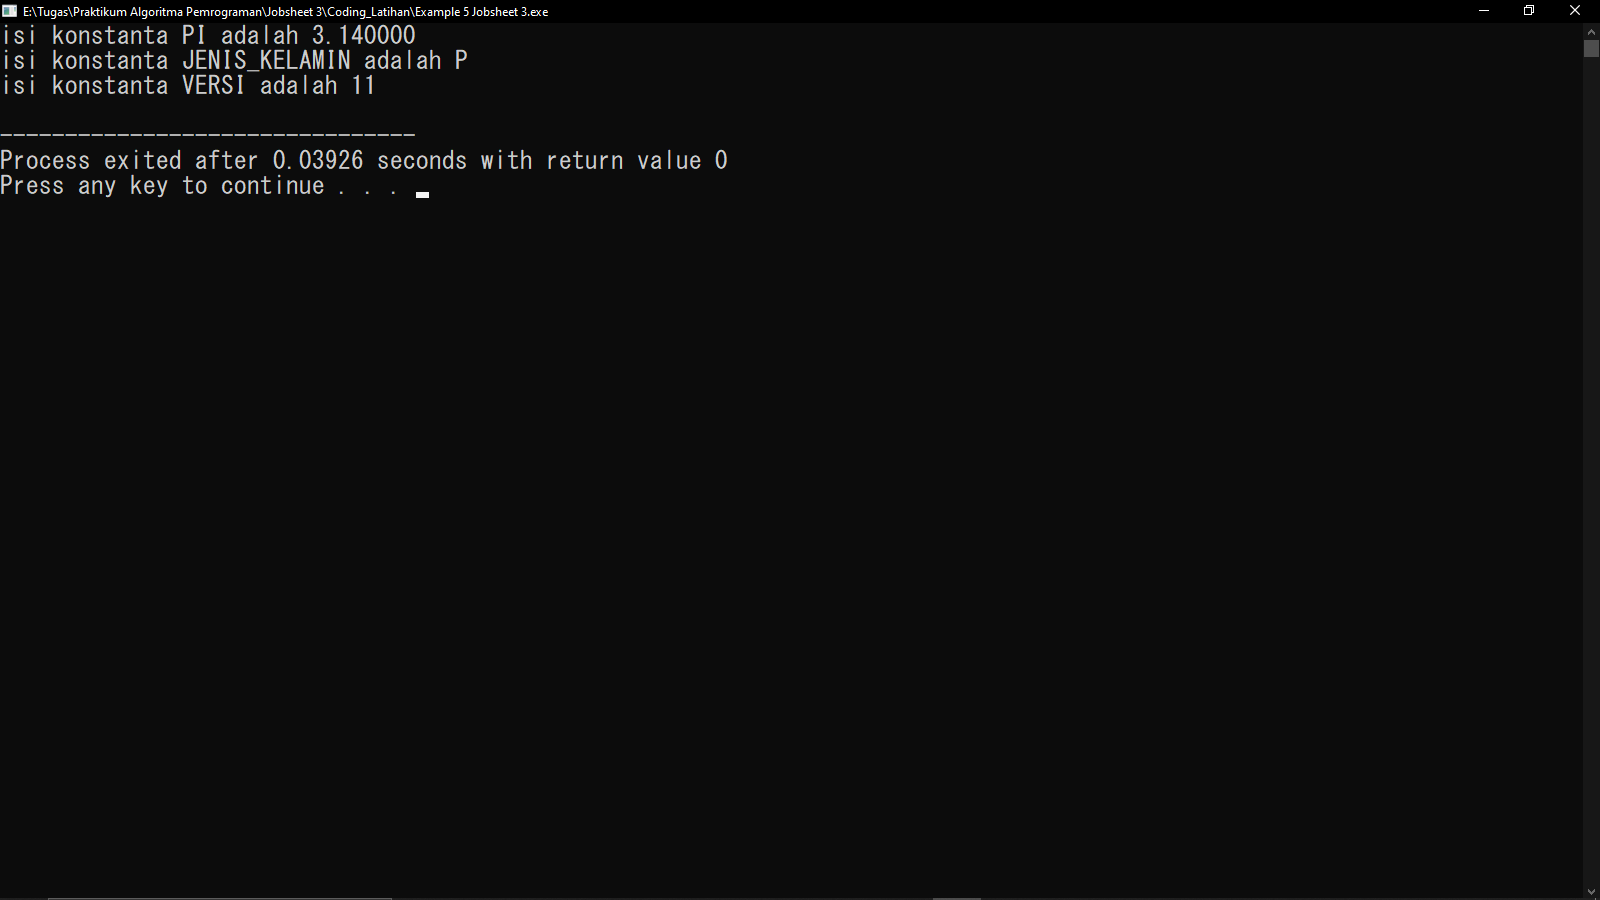 E:\Tugas\Praktikum Algoritma Pemrograman\Jobsheet 3\Coding_Latihan\Example 5 Jobsheet 3.exe
isi konstanta PI adalah 3.140000
isi konstanta JENIS_KELAMIN adalah P
isi konstanta VERSI adalah 11
--------------------------------
Process exited after 0.03926 seconds with return value 0
Press any key to continue . . .